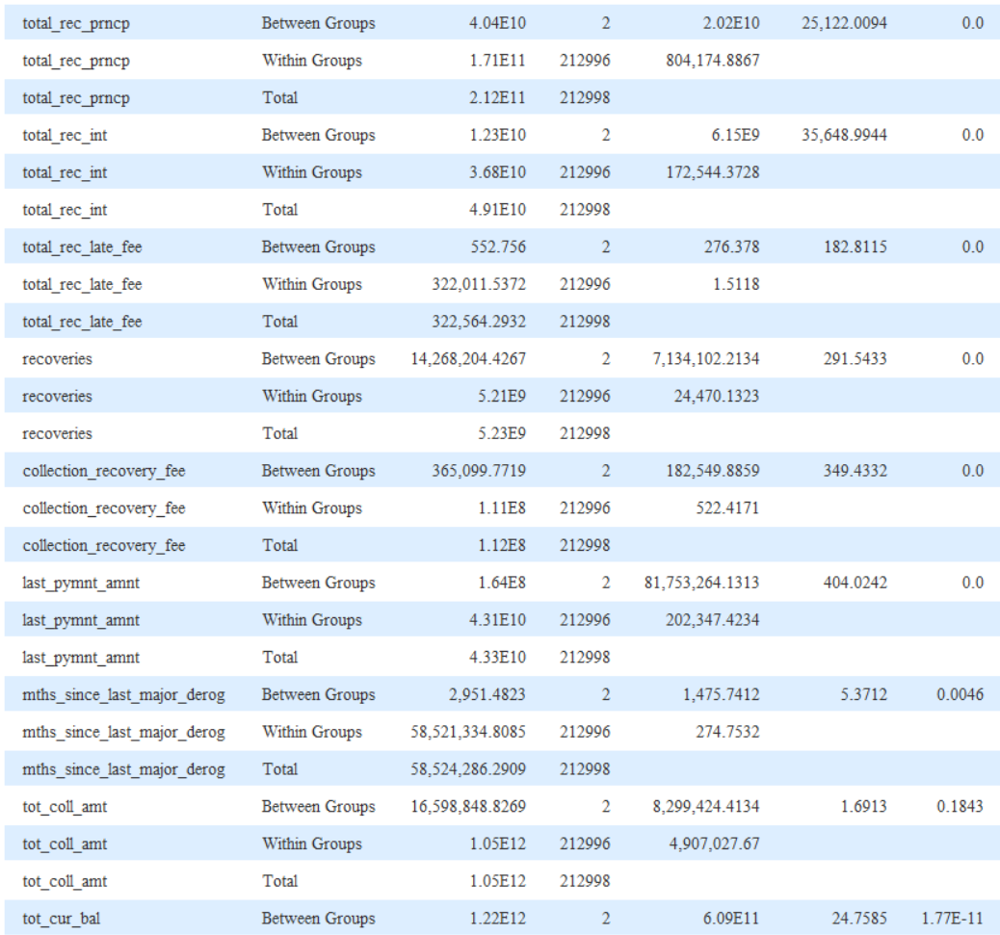 total_rec_prncp Between Groups 4.04E10 2 2.02E10 25,122.0094 0.0
total_rec_prncp Within Groups 1.71E11 212996 804,174.8867
total_rec_prncp Total 2.12E11 212998
total_rec_int Between Groups 1.23E10 2 6.15E9 35,648.9944 0.0
total_rec_int Within Groups 3.68E10 212996 172,544.3728
total_rec_int Total 4.91E10 212998
total_rec_late_fee Between Groups 552.756 2 276.378 182.8115 0.0
total_rec_late_fee Within Groups 322,011.5372 212996 1.5118
total_rec_late_fee Total 322,564.2932 212998
recoveries Between Groups 14,268,204.4267 2 7,134,102.2134 291.5433 0.0
recoveries Within Groups 5.21E9 212996 24,470.1323
recoveries Total 5.23E9 212998
collection_recovery_fee Between Groups 365,099.7719 2 182,549.8859 349.4332 0.0
collection_recovery_fee Within Groups 1.11E8 212996 522.4171
collection_recovery_fee Total 1.12E8 212998
last_pymnt_amnt Between Groups 1.64E8 2 81,753,264.1313 404.0242 0.0
last_pymnt_amnt Within Groups 4.31E10 212996 202,347.4234
last_pymnt_amnt Total 4.33E10 212998
mths_since_last_major_derog Between Groups 2,951.4823 2 1,475.7412 5.3712 0.0046
mths_since_last_major_derog Within Groups 58,521,334.8085 212996 274.7532
mths_since_last_major_derog Total 58,524,286.2909 212998
tot_coll_amt Between Groups 16,598,848.8269 2 8,299,424.4134 1.6913 0.1843
tot_coll_amt Within Groups 1.05E12 212996 4,907,027.67
tot_coll_amt Total 1.05E12 212998
tot_cur_bal Between Groups 1.22E12 2 6.09E11 24.7585 1.77E-11